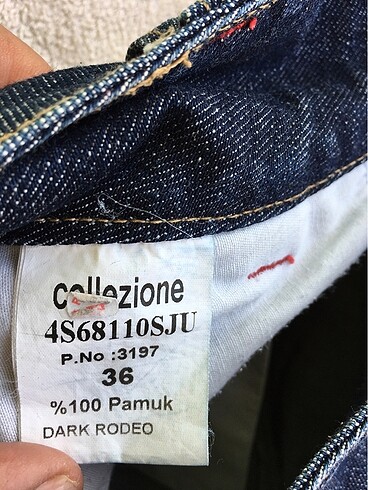 collezione
4S68110SJU
P.No :3197
36
%100 Pamuk
DARK RODEO